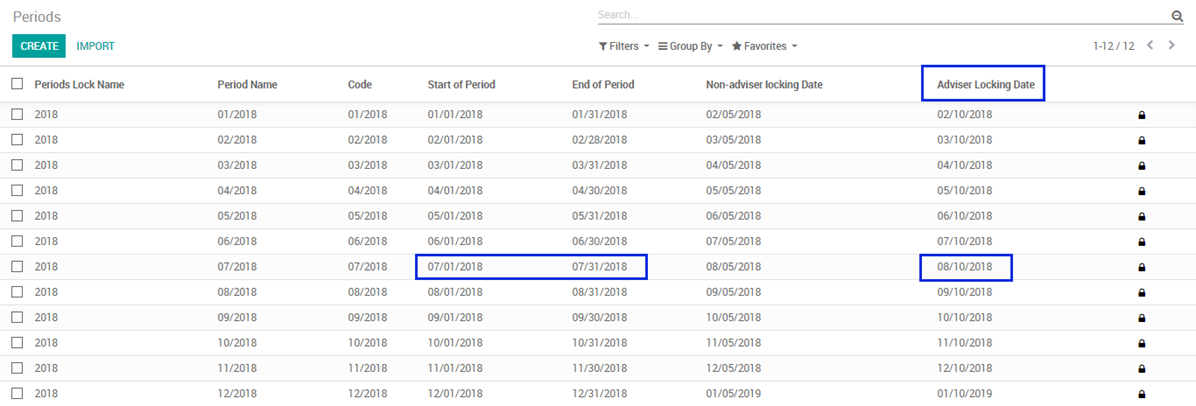 Periods
Search...
CREATE IMPORT Filters Group By Favorites 1-12 / 12
Periods Lock Name Period Name Code Start of Period End of Period Non-adviser locking Date Adviser Locking Date
2018 01/2018 01/2018 01/01/2018 01/31/2018 02/05/2018 02/10/2018
2018 02/2018 02/2018 02/01/2018 02/28/2018 03/05/2018 03/10/2018
2018 03/2018 03/2018 03/01/2018 03/31/2018 04/05/2018 04/10/2018
2018 04/2018 04/2018 04/01/2018 04/30/2018 05/05/2018 05/10/2018
2018 05/2018 05/2018 05/01/2018 05/31/2018 06/05/2018 06/10/2018
2018 06/2018 06/2018 06/01/2018 06/30/2018 07/05/2018 07/10/2018
2018 07/2018 07/2018 07/01/2018 07/31/2018 08/05/2018 08/10/2018
2018 08/2018 08/2018 08/01/2018 08/31/2018 09/05/2018 09/10/2018
2018 09/2018 09/2018 09/01/2018 09/30/2018 10/05/2018 10/10/2018
2018 10/2018 10/2018 10/01/2018 10/31/2018 11/05/2018 11/10/2018
2018 11/2018 11/2018 11/01/2018 11/30/2018 12/05/2018 12/10/2018
2018 12/2018 12/2018 12/01/2018 12/31/2018 01/05/2019 01/10/2019